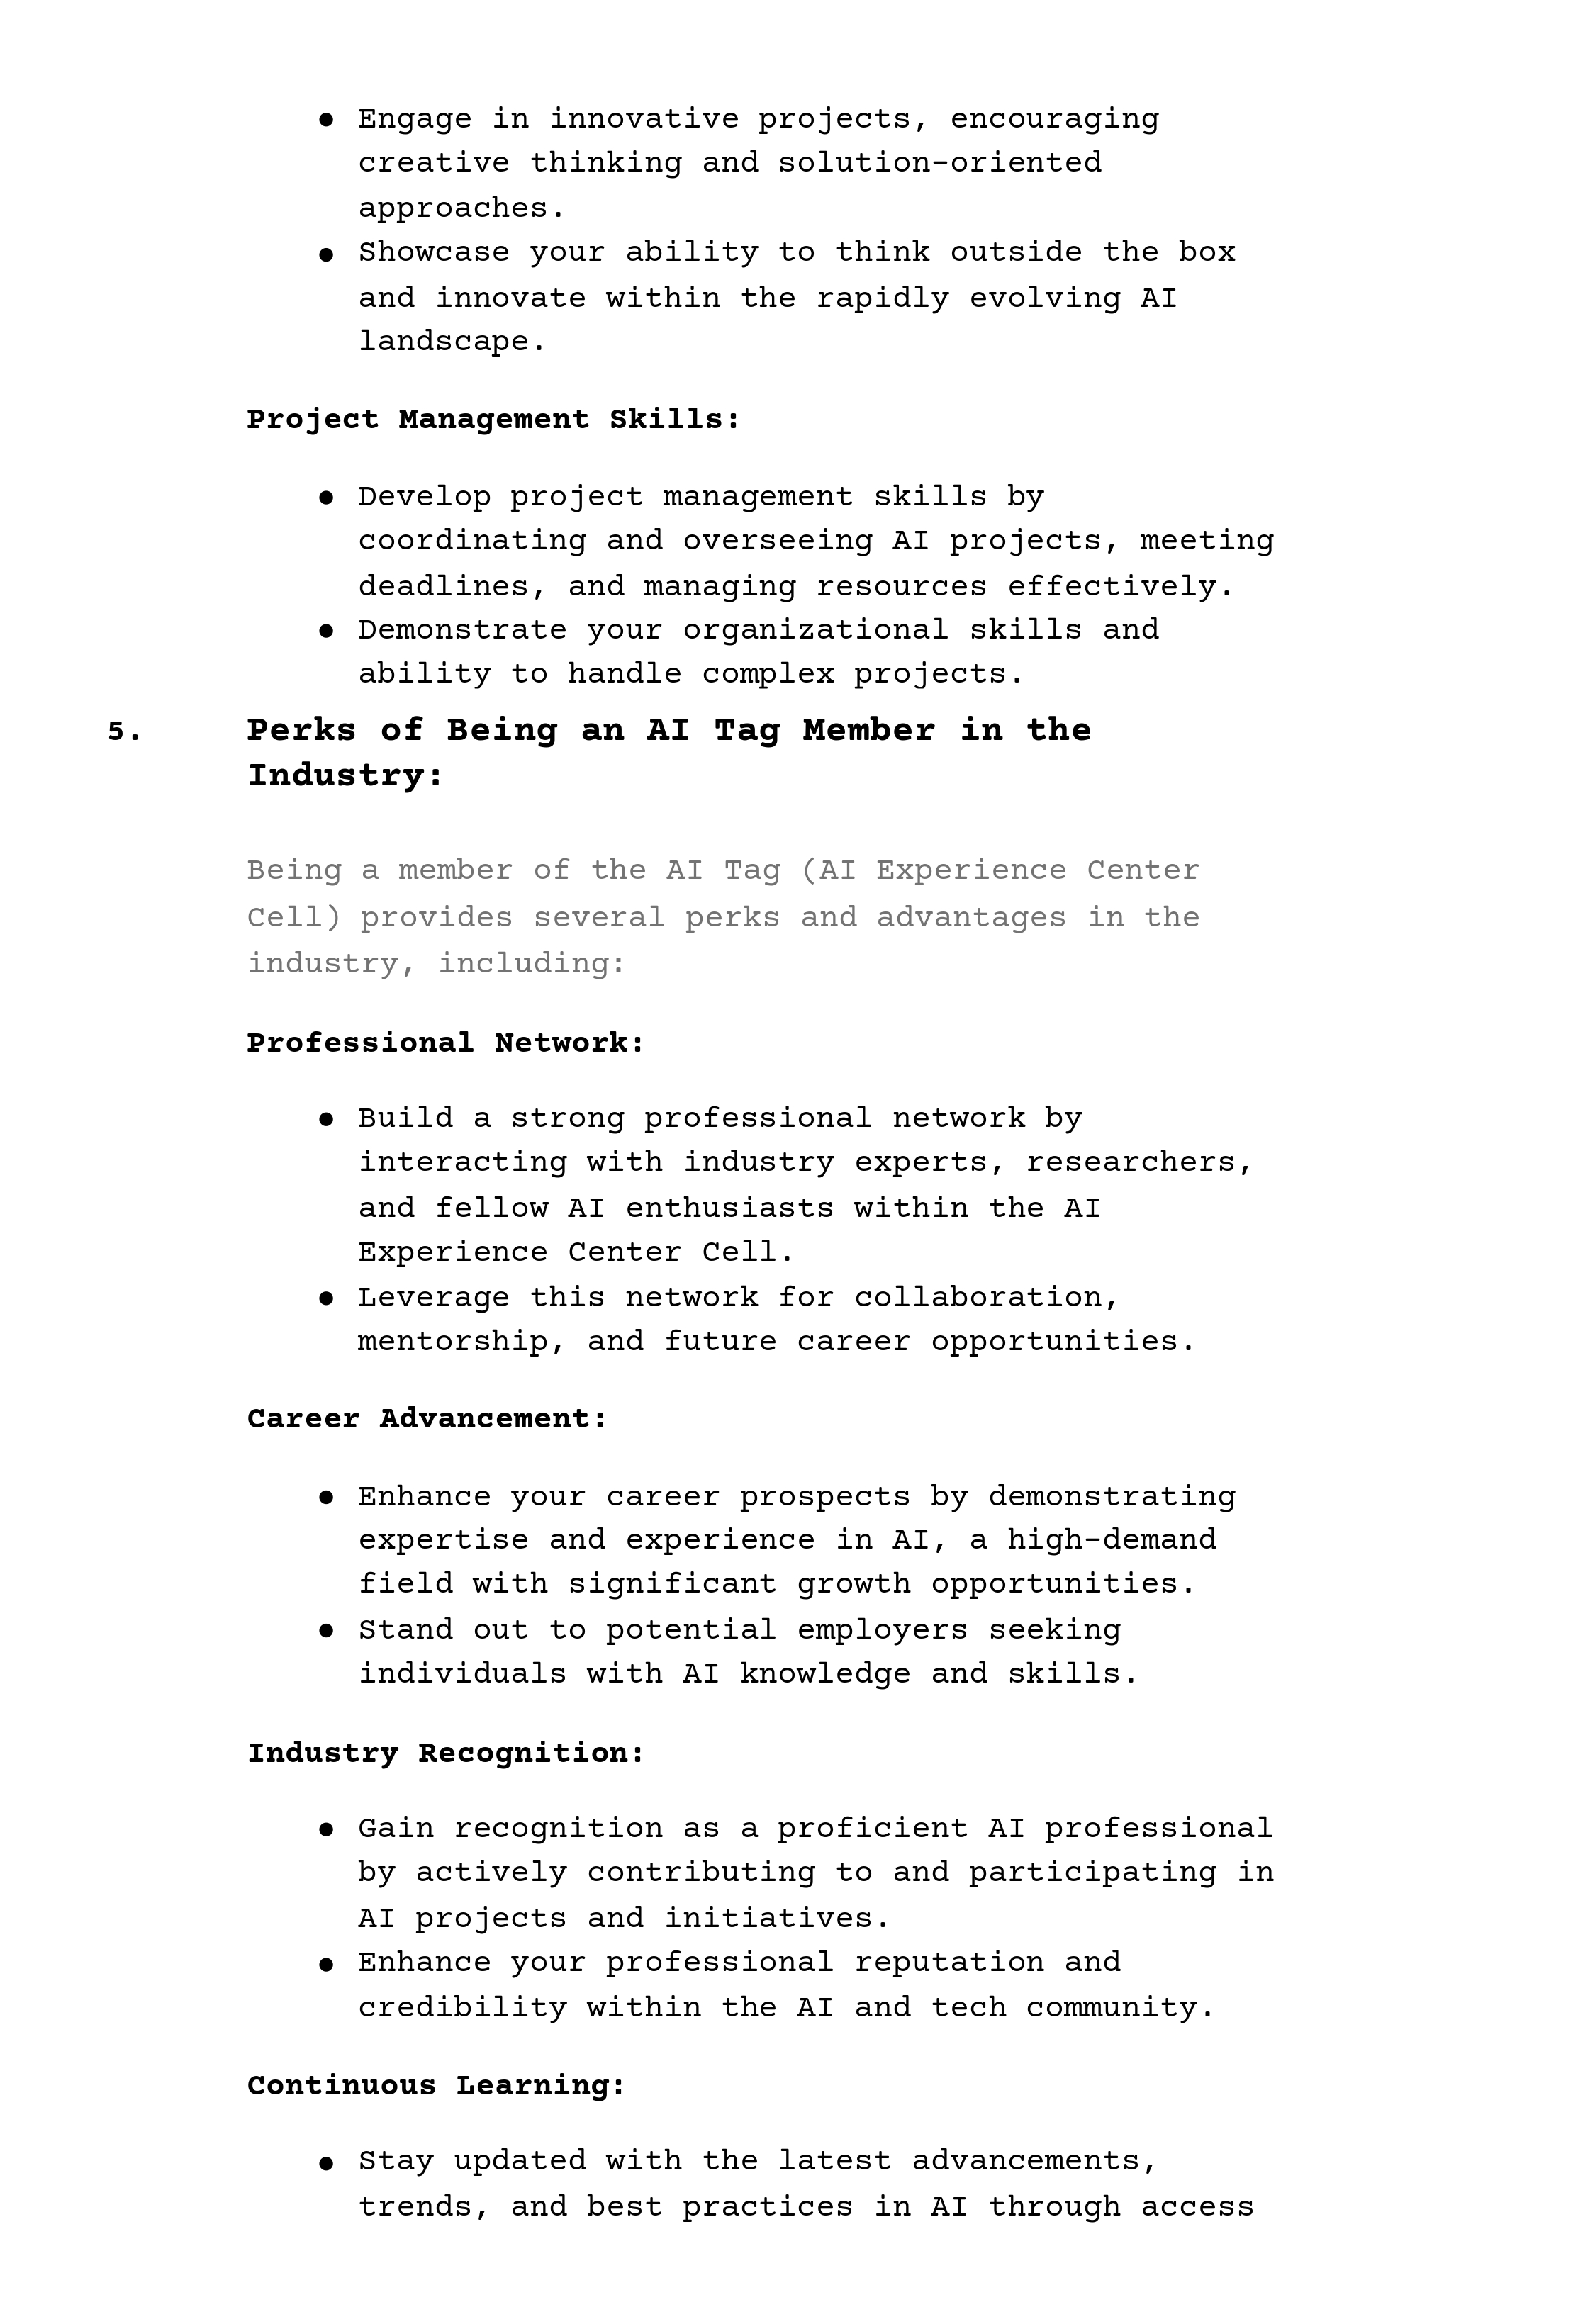 ● Engage in innovative projects, encouraging
creative thinking and solution-oriented
approaches.
● Showcase your ability to think outside the box
and innovate within the rapidly evolving AI
landscape.
Project Management Skills:
● Develop project management skills by
coordinating and overseeing AI projects, meeting
deadlines, and managing resources effectively.
● Demonstrate your organizational skills and
ability to handle complex projects.
5. Perks of Being an AI Tag Member in the
Industry:
Being a member of the AI Tag (AI Experience Center
Cell) provides several perks and advantages in the
industry, including:
Professional Network:
● Build a strong professional network by
interacting with industry experts, researchers,
and fellow AI enthusiasts within the AI
Experience Center Cell.
● Leverage this network for collaboration,
mentorship, and future career opportunities.
Career Advancement:
● Enhance your career prospects by demonstrating
expertise and experience in AI, a high-demand
field with significant growth opportunities.
● Stand out to potential employers seeking
individuals with AI knowledge and skills.
Industry Recognition:
● Gain recognition as a proficient AI professional
by actively contributing to and participating in
AI projects and initiatives.
● Enhance your professional reputation and
credibility within the AI and tech community.
Continuous Learning:
● Stay updated with the latest advancements,
trends, and best practices in AI through access